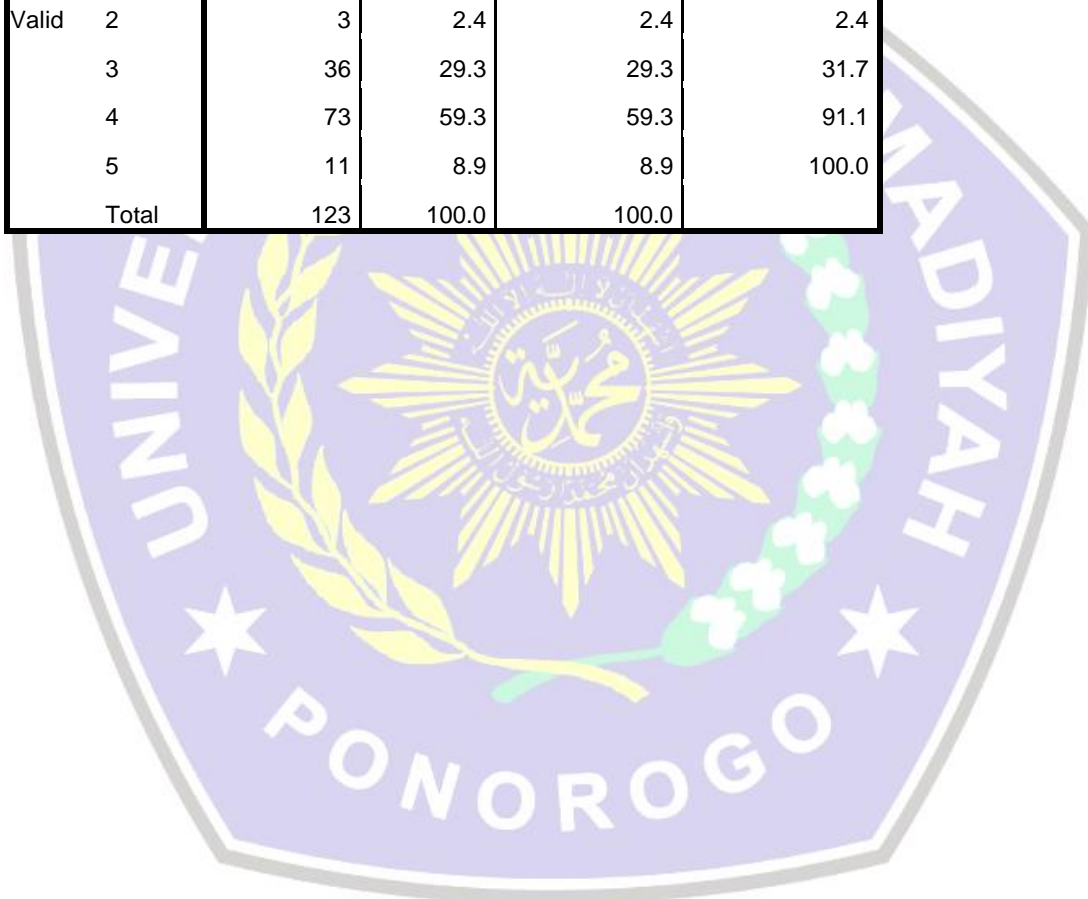 Valid 2 3 2.4 2.4 2.4
3 36 29.3 29.3 31.7
4 73 59.3 59.3 91.1
5 11 8.9 8.9 100.0
Total 123 100.0 100.0
MADIYAH
PONOROGO
محمد